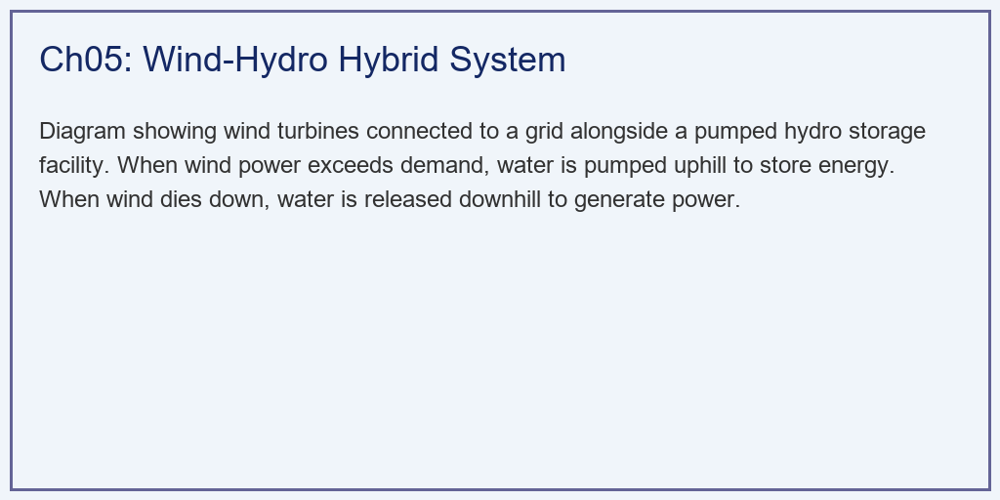 Ch05: Wind-Hydro Hybrid System
Diagram showing wind turbines connected to a grid alongside a pumped hydro storage
facility. When wind power exceeds demand, water is pumped uphill to store energy.
When wind dies down, water is released downhill to generate power.